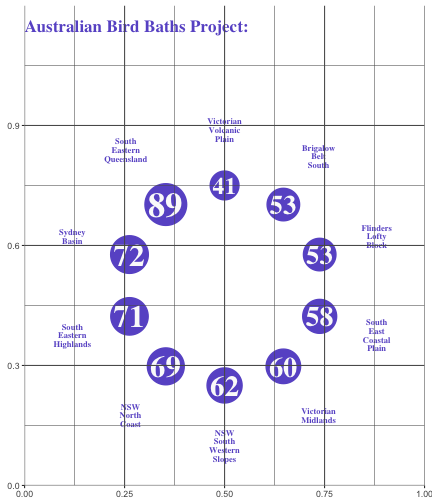 Australian Bird Baths Project:
Victorian
Volcanic
Plain
41
Brigalow
Belt
South
53
Flinders
Lofty
Block
53
South
East
Coastal
Plain
58
Victorian
Midlands
60
NSW
South
Western
Slopes
62
NSW
North
Coast
69
South
Eastern
Highlands
71
Sydney
Basin
72
South
Eastern
Queensland
89
0.9
0.6
0.3
0.0
0.00 0.25 0.50 0.75 1.00